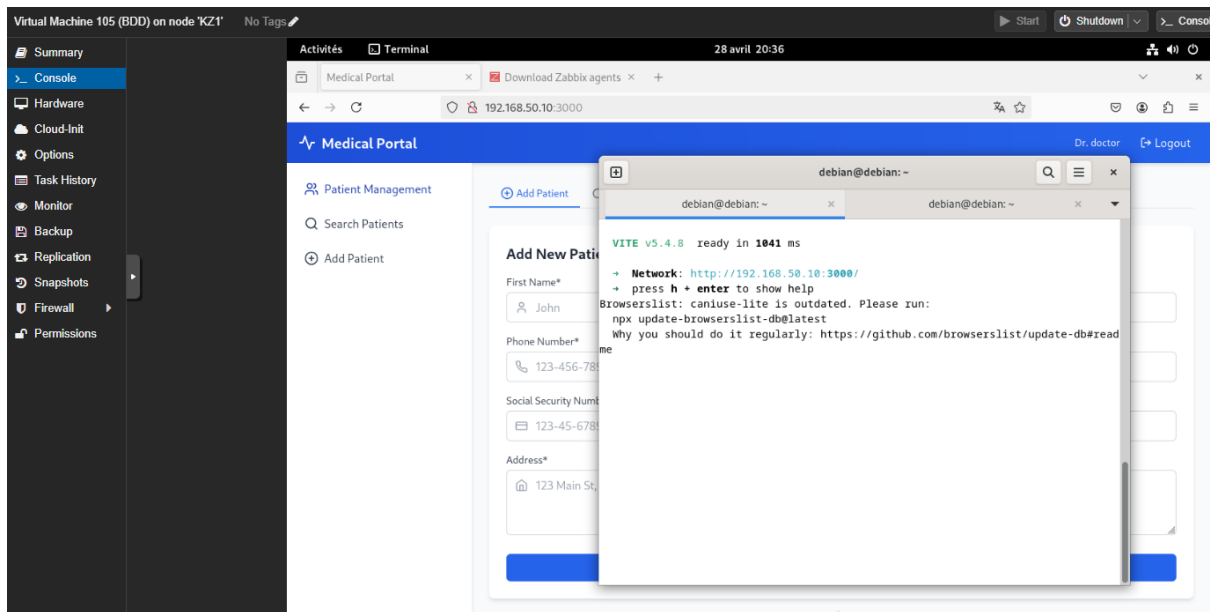 Virtual Machine 105 (BDD) on node 'KZ1' No Tags Start Shutdown Conso
Summary
Console
Hardware
Cloud-Init
Options
Task History
Monitor
Backup
Replication
Snapshots
Firewall
Permissions
Activités Terminal 28 avril 20:36
Medical Portal × Download Zabbix agents × +
192.168.50.10:3000
Medical Portal Dr. doctor Logout
Patient Management
Search Patients
Add Patient
Add Patient
Add New Patie
First Name*
John
Phone Number*
123-456-789
Social Security Numb
123-45-6789
Address*
123 Main St,
debian@debian: ~
debian@debian: ~ × debian@debian: ~ ×
VITE v5.4.8 ready in 1041 ms
➜ Network: http://192.168.50.10:3000/
➜ press h + enter to show help
Browserslist: caniuse-lite is outdated. Please run:
npx update-browserslist-db@latest
Why you should do it regularly: https://github.com/browserslist/update-db#read
me